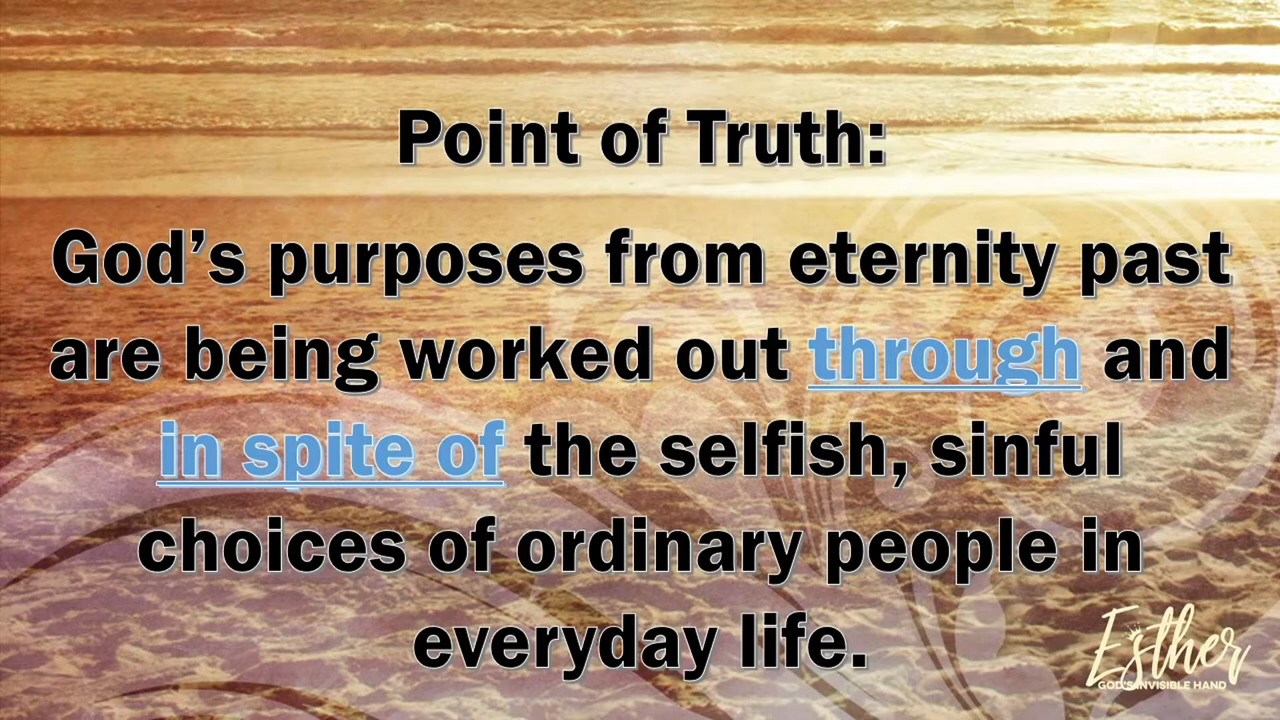 Point of Truth:
God’s purposes from eternity past
are being worked out through and
in spite of the selfish, sinful
choices of ordinary people in
everyday life.
Esther
GOD'S INVISIBLE HAND